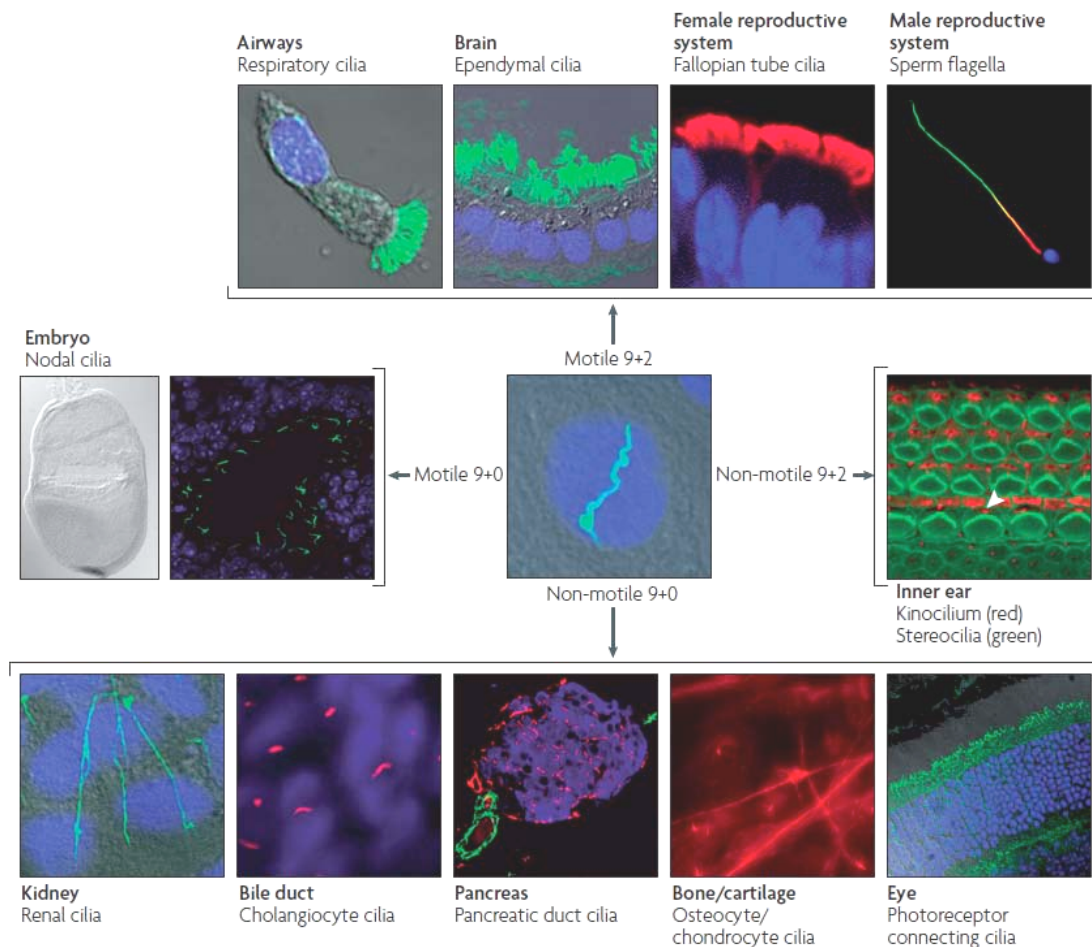 Airways
Respiratory cilia
Brain
Ependymal cilia
Female reproductive
system
Fallopian tube cilia
Male reproductive
system
Sperm flagella
Embryo
Nodal cilia
Motile 9+2
Motile 9+0
Non-motile 9+2
Non-motile 9+0
Inner ear
Kinocilium (red)
Stereocilia (green)
Kidney
Renal cilia
Bile duct
Cholangiocyte cilia
Pancreas
Pancreatic duct cilia
Bone/cartilage
Osteocyte/
chondrocyte cilia
Eye
Photoreceptor
connecting cilia